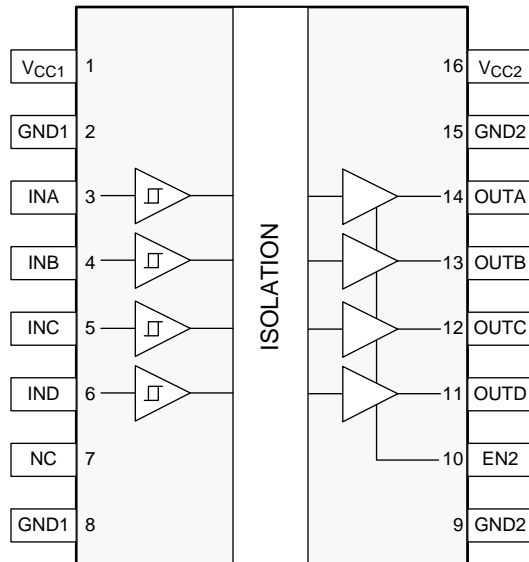 VCC1 1 16 VCC2
GND1 2 15 GND2
INA 3 14 OUTA
INB 4 13 OUTB
INC 5 12 OUTC
IND 6 11 OUTD
NC 7 10 EN2
GND1 8 9 GND2
ISOLATION